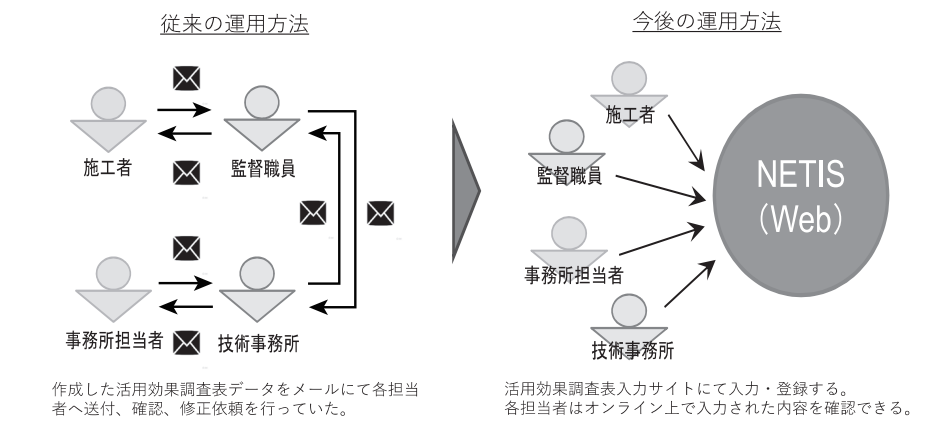 従来の運用方法
施工者
監督職員
事務所担当者
技術事務所
作成した活用効果調査表データをメールにて各担当
者へ送付、確認、修正依頼を行っていた。
今後の運用方法
施工者
監督職員
事務所担当者
技術事務所
NETIS
（Web）
活用効果調査表入力サイトにて入力・登録する。
各担当者はオンライン上で入力された内容を確認できる。